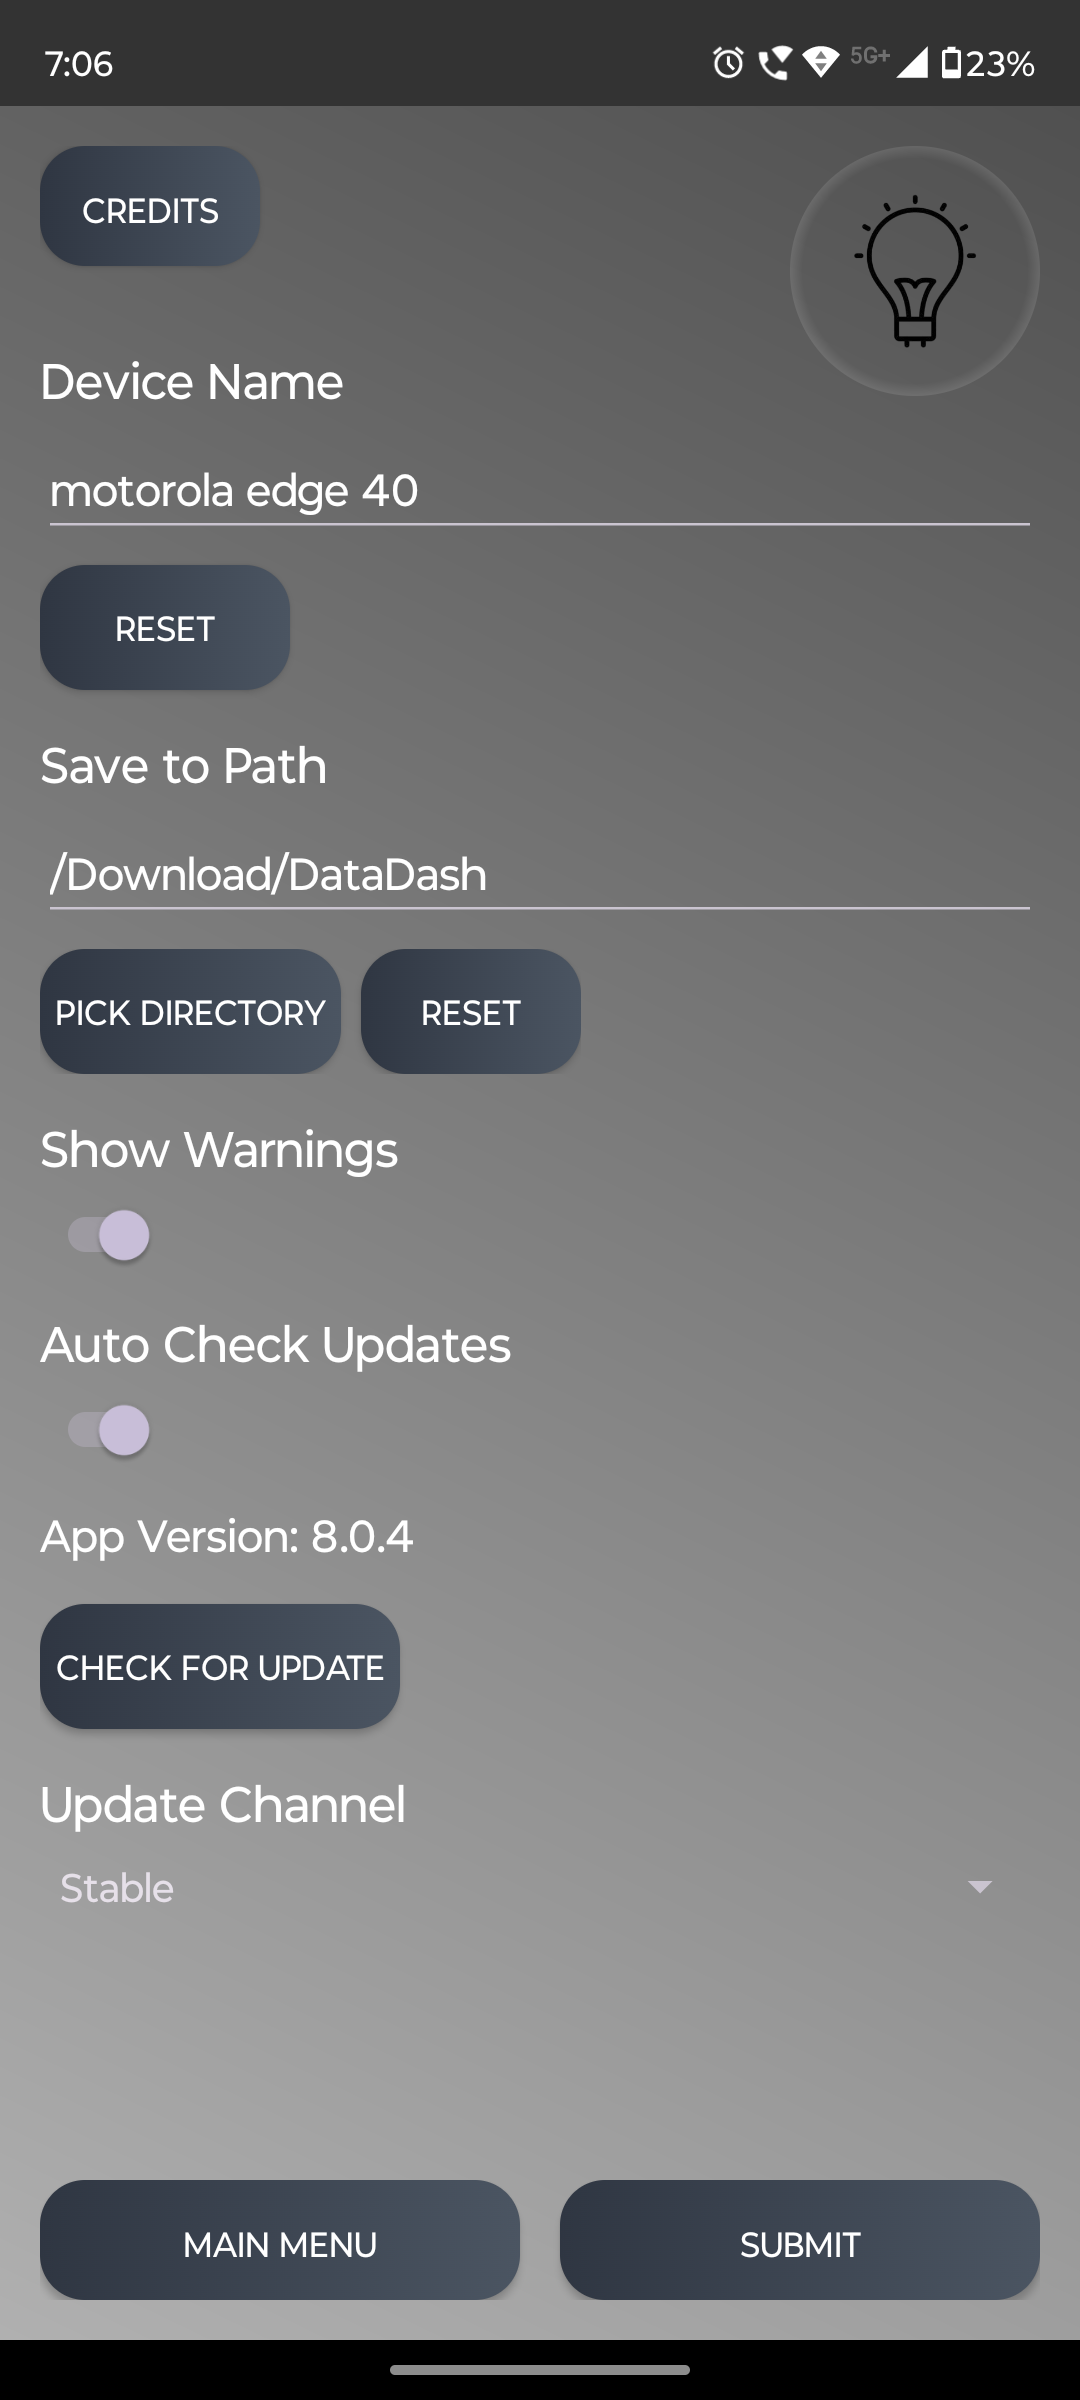 7:06
5G+
23%
CREDITS
Device Name
motorola edge 40
RESET
Save to Path
/Download/DataDash
PICK DIRECTORY RESET
Show Warnings
Auto Check Updates
App Version: 8.0.4
CHECK FOR UPDATE
Update Channel
Stable
MAIN MENU SUBMIT